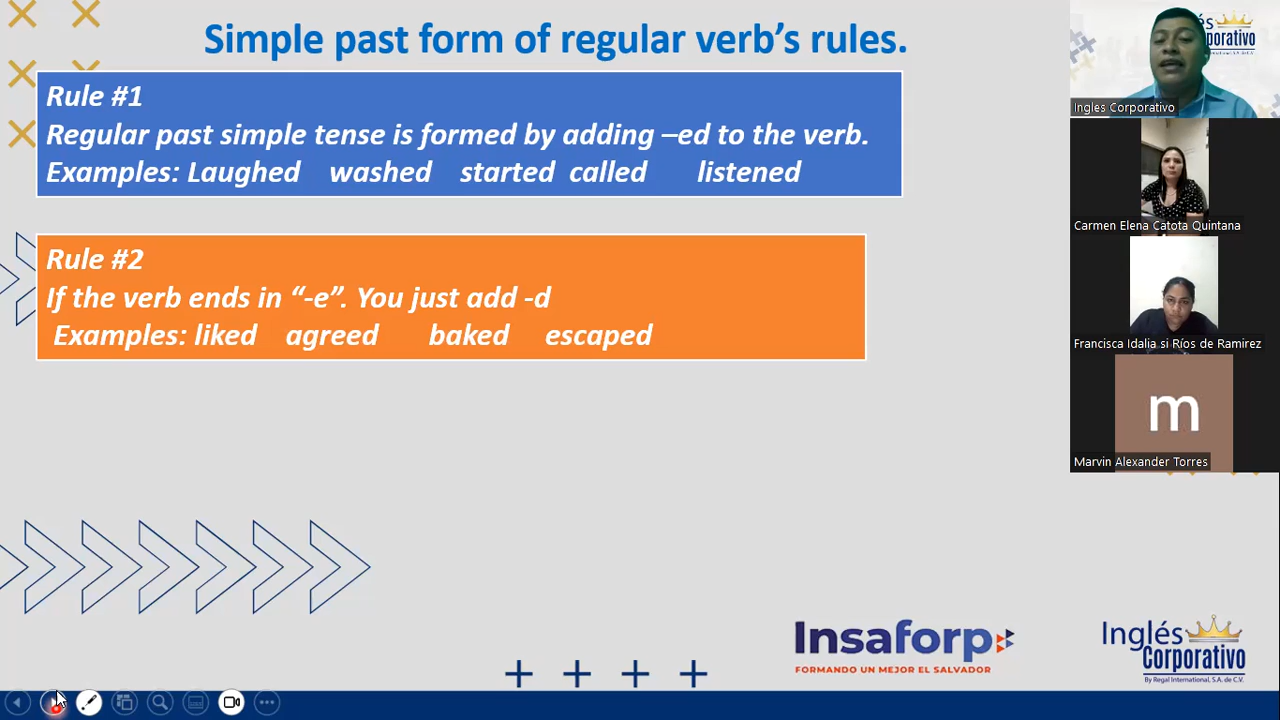 Simple past form of regular verb's rules.
Rule #1
Regular past simple tense is formed by adding –ed to the verb.
Examples: Laughed washed started called listened
Rule #2
If the verb ends in “-e”. You just add -d
Examples: liked agreed baked escaped
Inglés
Corporativo
Ingles Corporativo
Carmen Elena Catota Quintana
Francisca Idalia si Ríos de Ramirez
m
Marvin Alexander Torres
Insaforp
FORMANDO UN MEJOR EL SALVADOR
Inglés
Corporativo
By Regal International, S.A. de C.V.